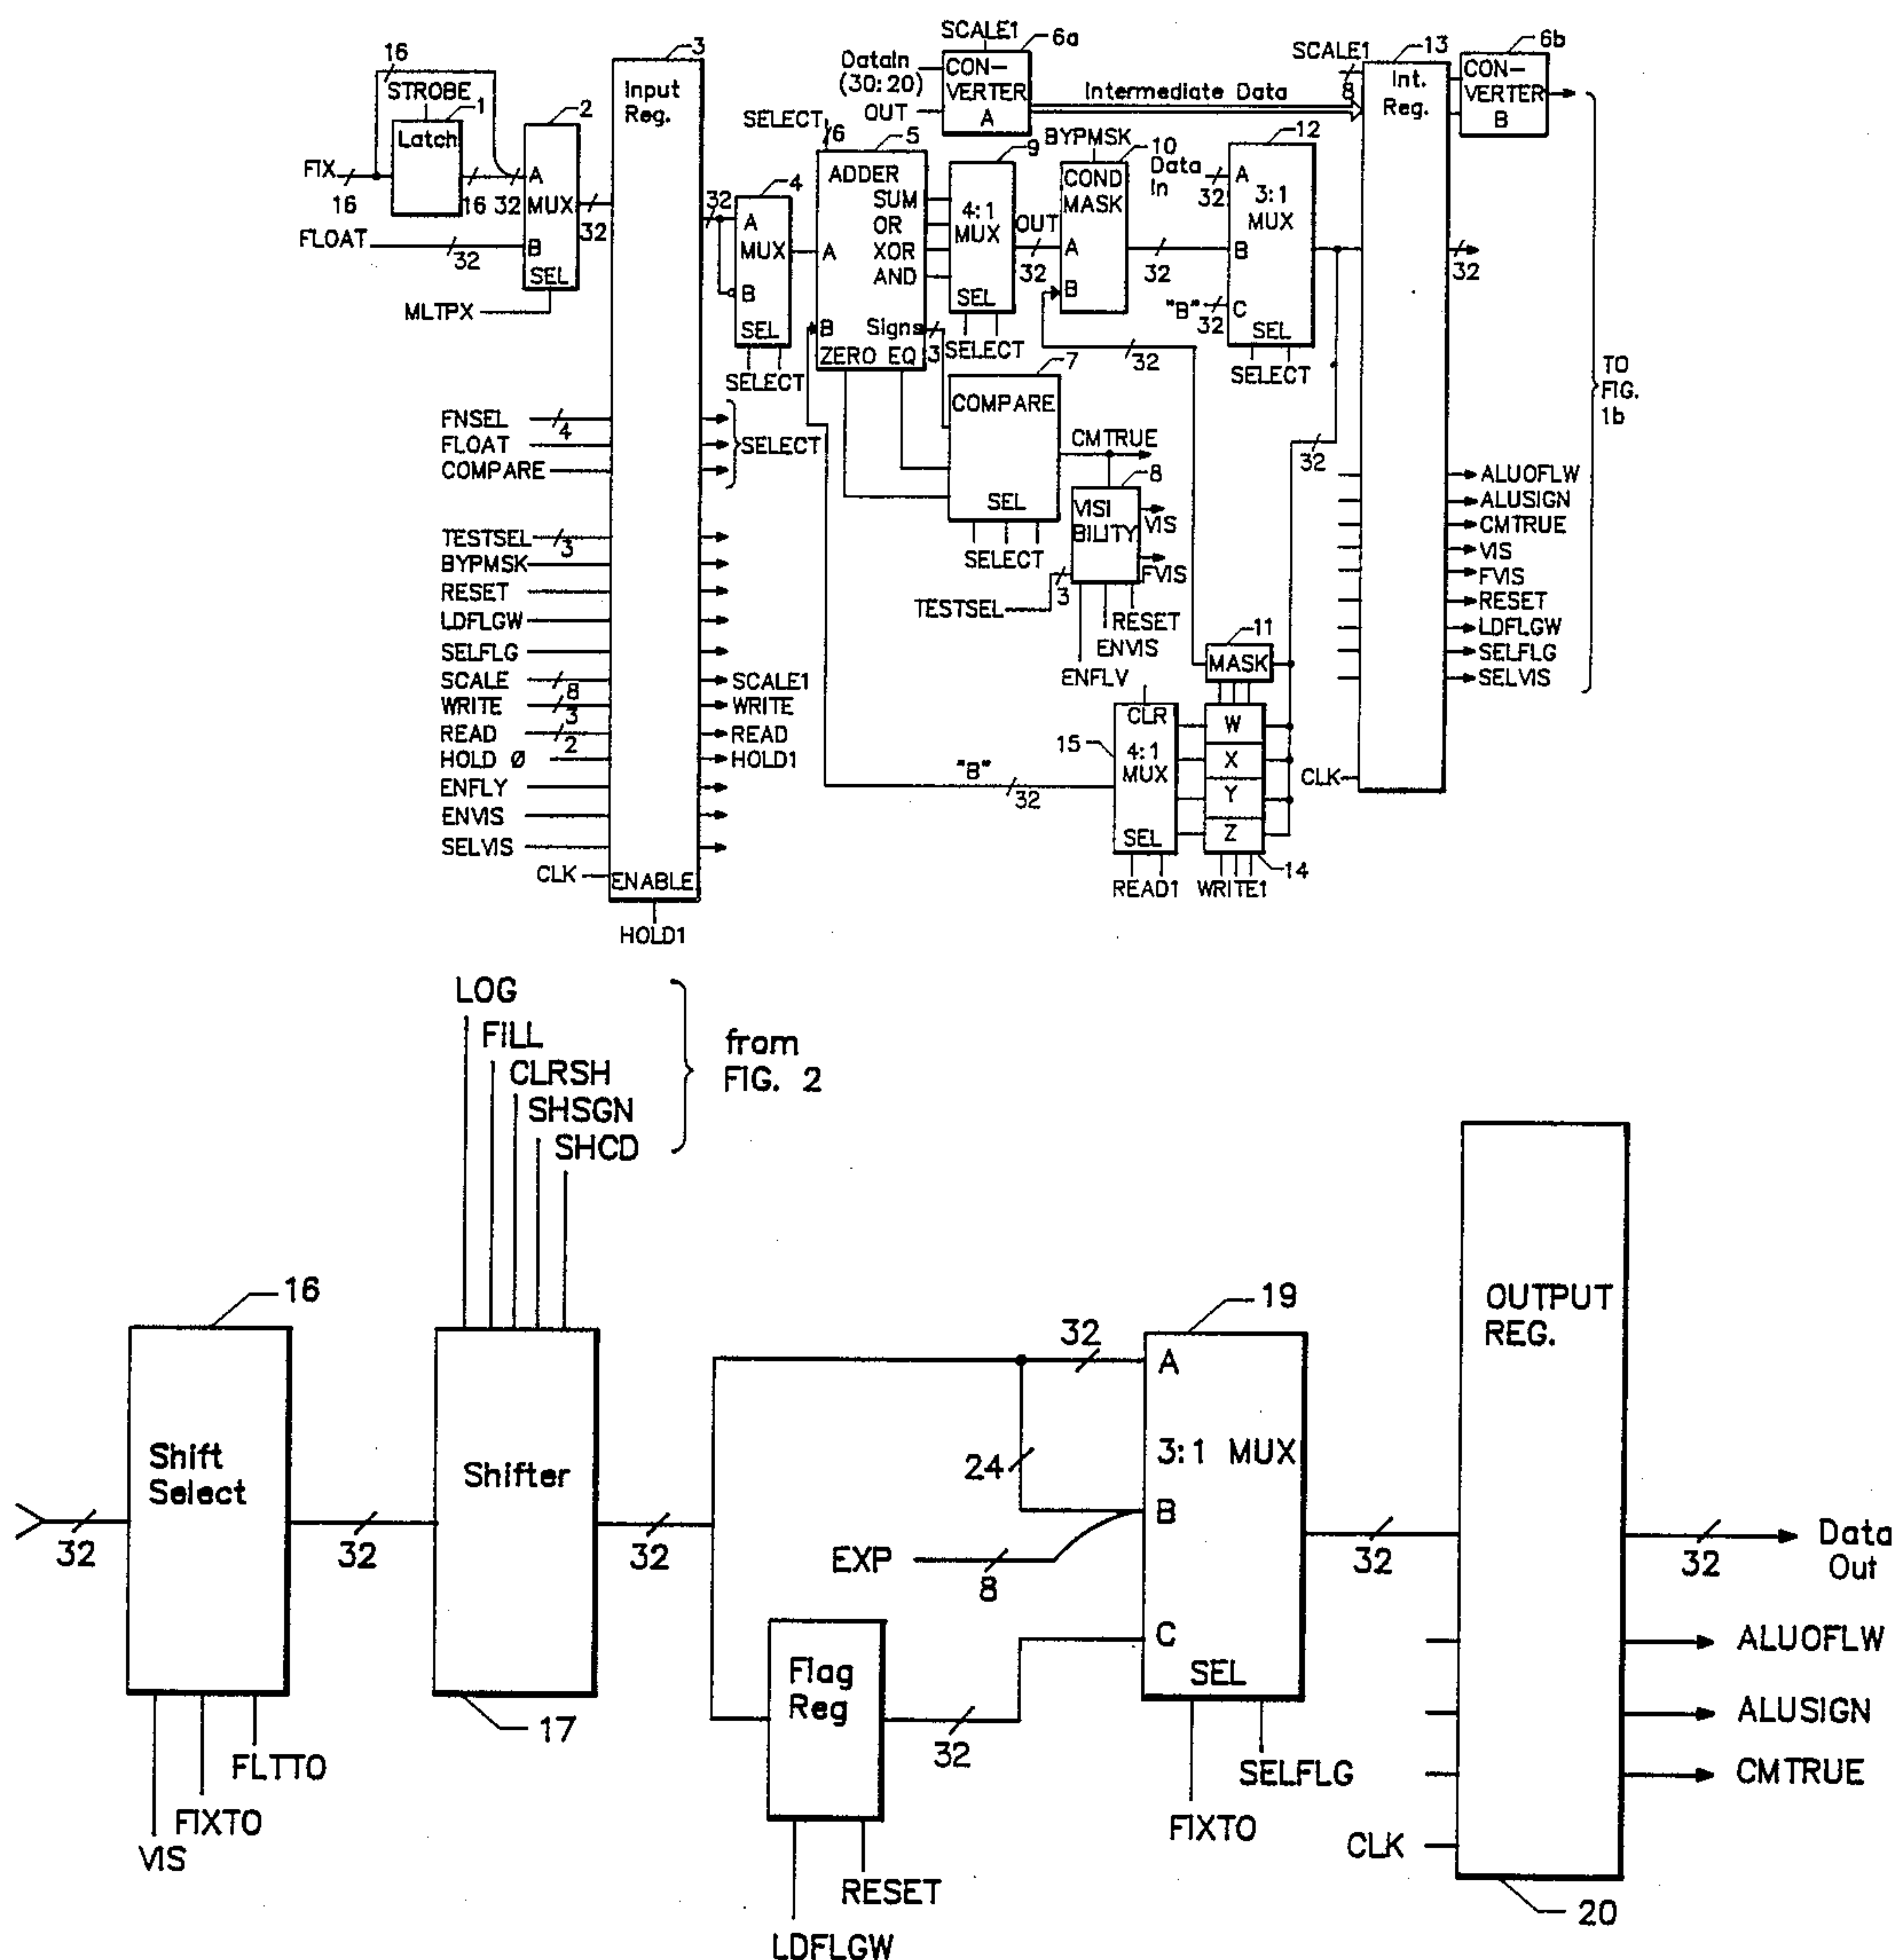 16
STROBE
1
Latch
FIX
16
16
32
2
A
MUX
B
SEL
FLOAT
32
32
MLTPX
3
Input
Reg.
FNSEL
4
FLOAT
COMPARE
TESTSEL
3
BYPMSK
RESET
LDFLGW
SELFLG
SCALE
8
WRITE
3
READ
2
HOLD Ø
ENFLY
ENVIS
SELVIS
CLK
ENABLE
HOLD1
SELECT
SCALE1
WRITE
READ
HOLD1
32
4
A
MUX
B
SEL
SELECT
SELECT
6
5
ADDER
SUM
OR
XOR
AND
A
B
Signs
3
ZERO EQ
SCALE1
6a
DataIn
(30:20)
OUT
CON-
VERTER
A
Intermediate Data
9
4:1
MUX
SEL
SELECT
OUT
32
BYPMSK
10
COND
MASK
A
B
32
32
Data
In
32
12
A
3:1
MUX
B
"B"
32
C
SEL
SELECT
7
COMPARE
SEL
SELECT
CMTRUE
8
VISI
BILITY
VIS
FVIS
TESTSEL
3
RESET
ENVIS
ENFLV
32
11
MASK
"B"
32
15
CLR
4:1
MUX
SEL
READ1
W
X
Y
Z
14
WRITE1
SCALE1
8
13
Int.
Reg.
CLK
6b
CON-
VERTER
B
32
ALUOFLW
ALUSIGN
CMTRUE
VIS
FVIS
RESET
LDFLGW
SELFLG
SELVIS
TO
FIG.
1b
LOG
FILL
CLRSH
SHSGN
SHCD
from
FIG. 2
32
16
Shift
Select
VIS
FIXTO
FLTTO
32
Shifter
17
32
32
24
EXP
8
Flag
Reg
LDFLGW
RESET
32
19
A
3:1 MUX
B
C
SEL
FIXTO
SELFLG
32
OUTPUT
REG.
CLK
20
32
Data
Out
ALUOFLW
ALUSIGN
CMTRUE